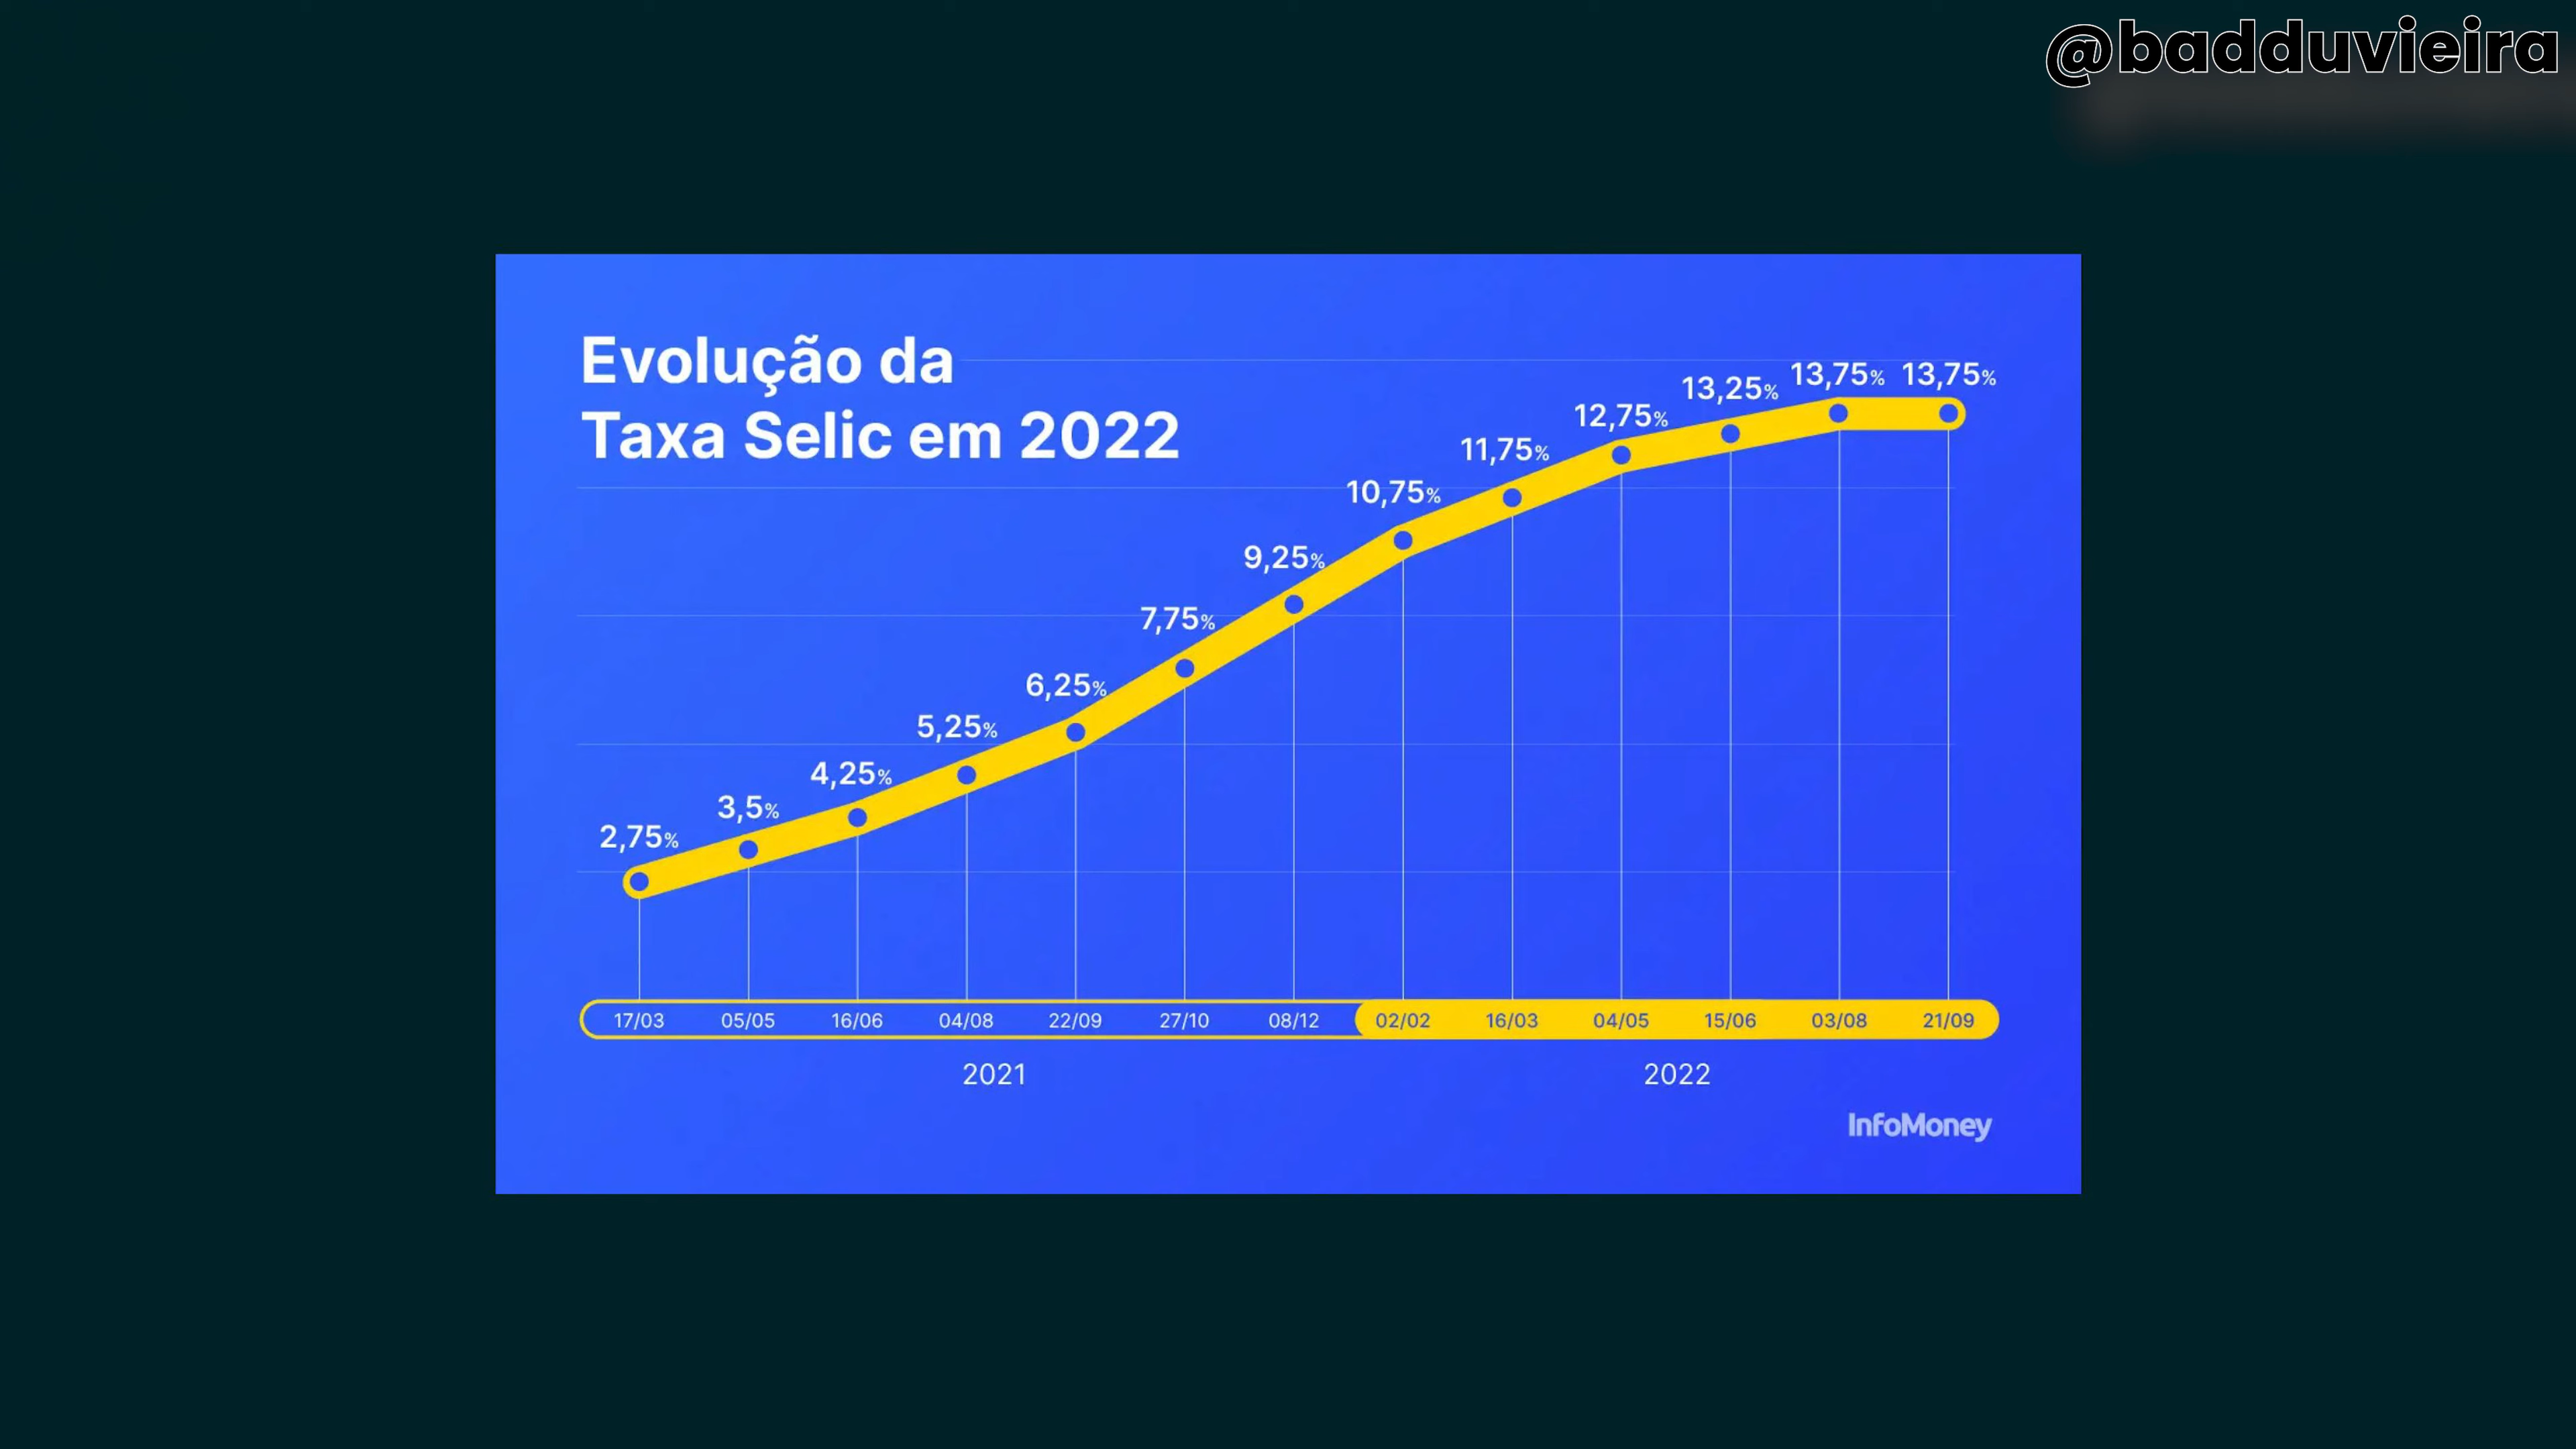 @badduvieira
Evolução da
Taxa Selic em 2022
2,75%
3,5%
4,25%
5,25%
6,25%
7,75%
9,25%
10,75%
11,75%
12,75%
13,25%
13,75%
13,75%
17/03 05/05 16/06 04/08 22/09 27/10 08/12 02/02 16/03 04/05 15/06 03/08 21/09
2021 2022
InfoMoney